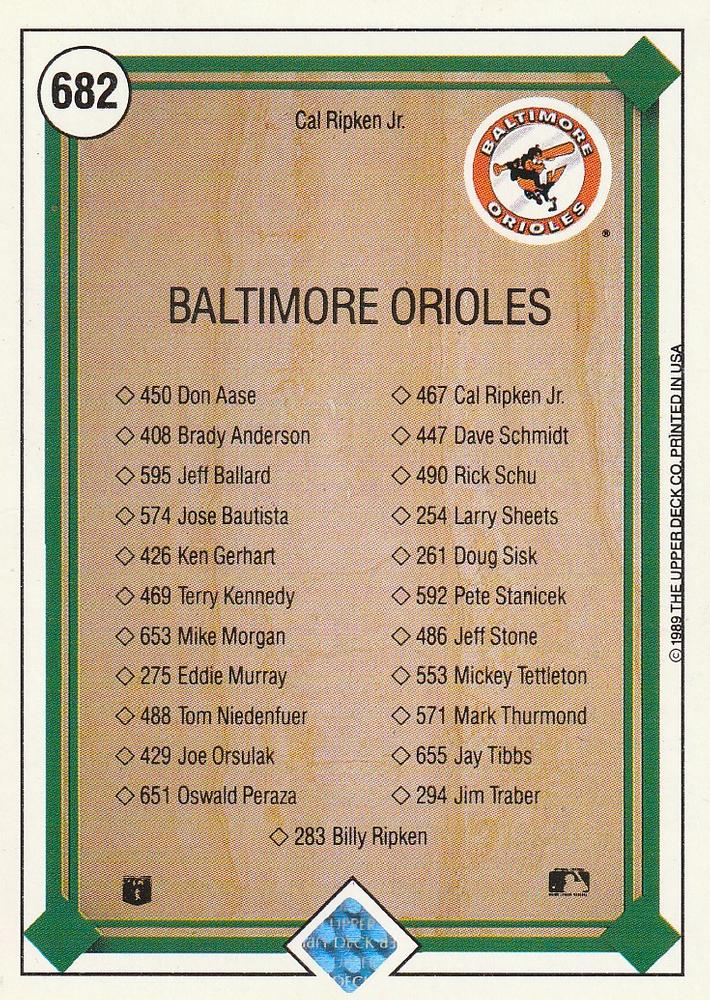 682
Cal Ripken Jr.
BALTIMORE
ORIOLES
®
BALTIMORE ORIOLES
450 Don Aase
408 Brady Anderson
595 Jeff Ballard
574 Jose Bautista
426 Ken Gerhart
469 Terry Kennedy
653 Mike Morgan
275 Eddie Murray
488 Tom Niedenfuer
429 Joe Orsulak
651 Oswald Peraza
467 Cal Ripken Jr.
447 Dave Schmidt
490 Rick Schu
254 Larry Sheets
261 Doug Sisk
592 Pete Stanicek
486 Jeff Stone
553 Mickey Tettleton
571 Mark Thurmond
655 Jay Tibbs
294 Jim Traber
283 Billy Ripken
© 1989 THE UPPER DECK CO. PRINTED IN USA
UPPER
Deck